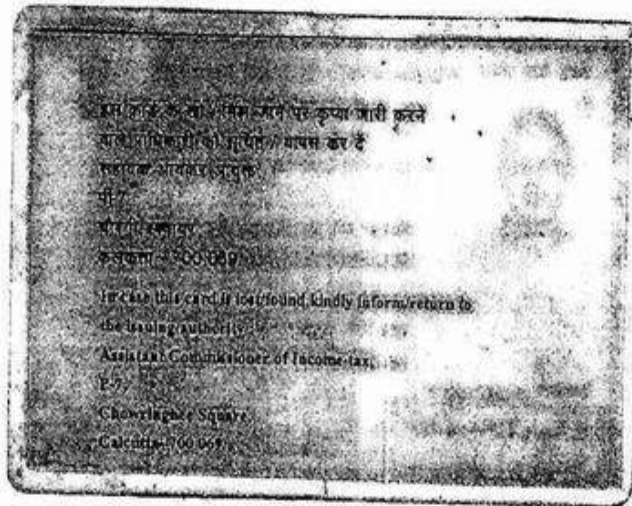 इस कार्ड के खो / मिल जाने पर कृप्या जारी करने
वाले प्राधिकारी को सूचित / वापस कर दें
सहायक आयकर आयुक्त,
पी-7,
चौरंगी स्क्वायर,
कलकत्ता - 700 069.
In case this card is lost/found, kindly inform/return to
the issuing authority :
Assistant Commissioner of Income-tax,
P-7,
Chowringhee Square,
Calcutta-700 069.